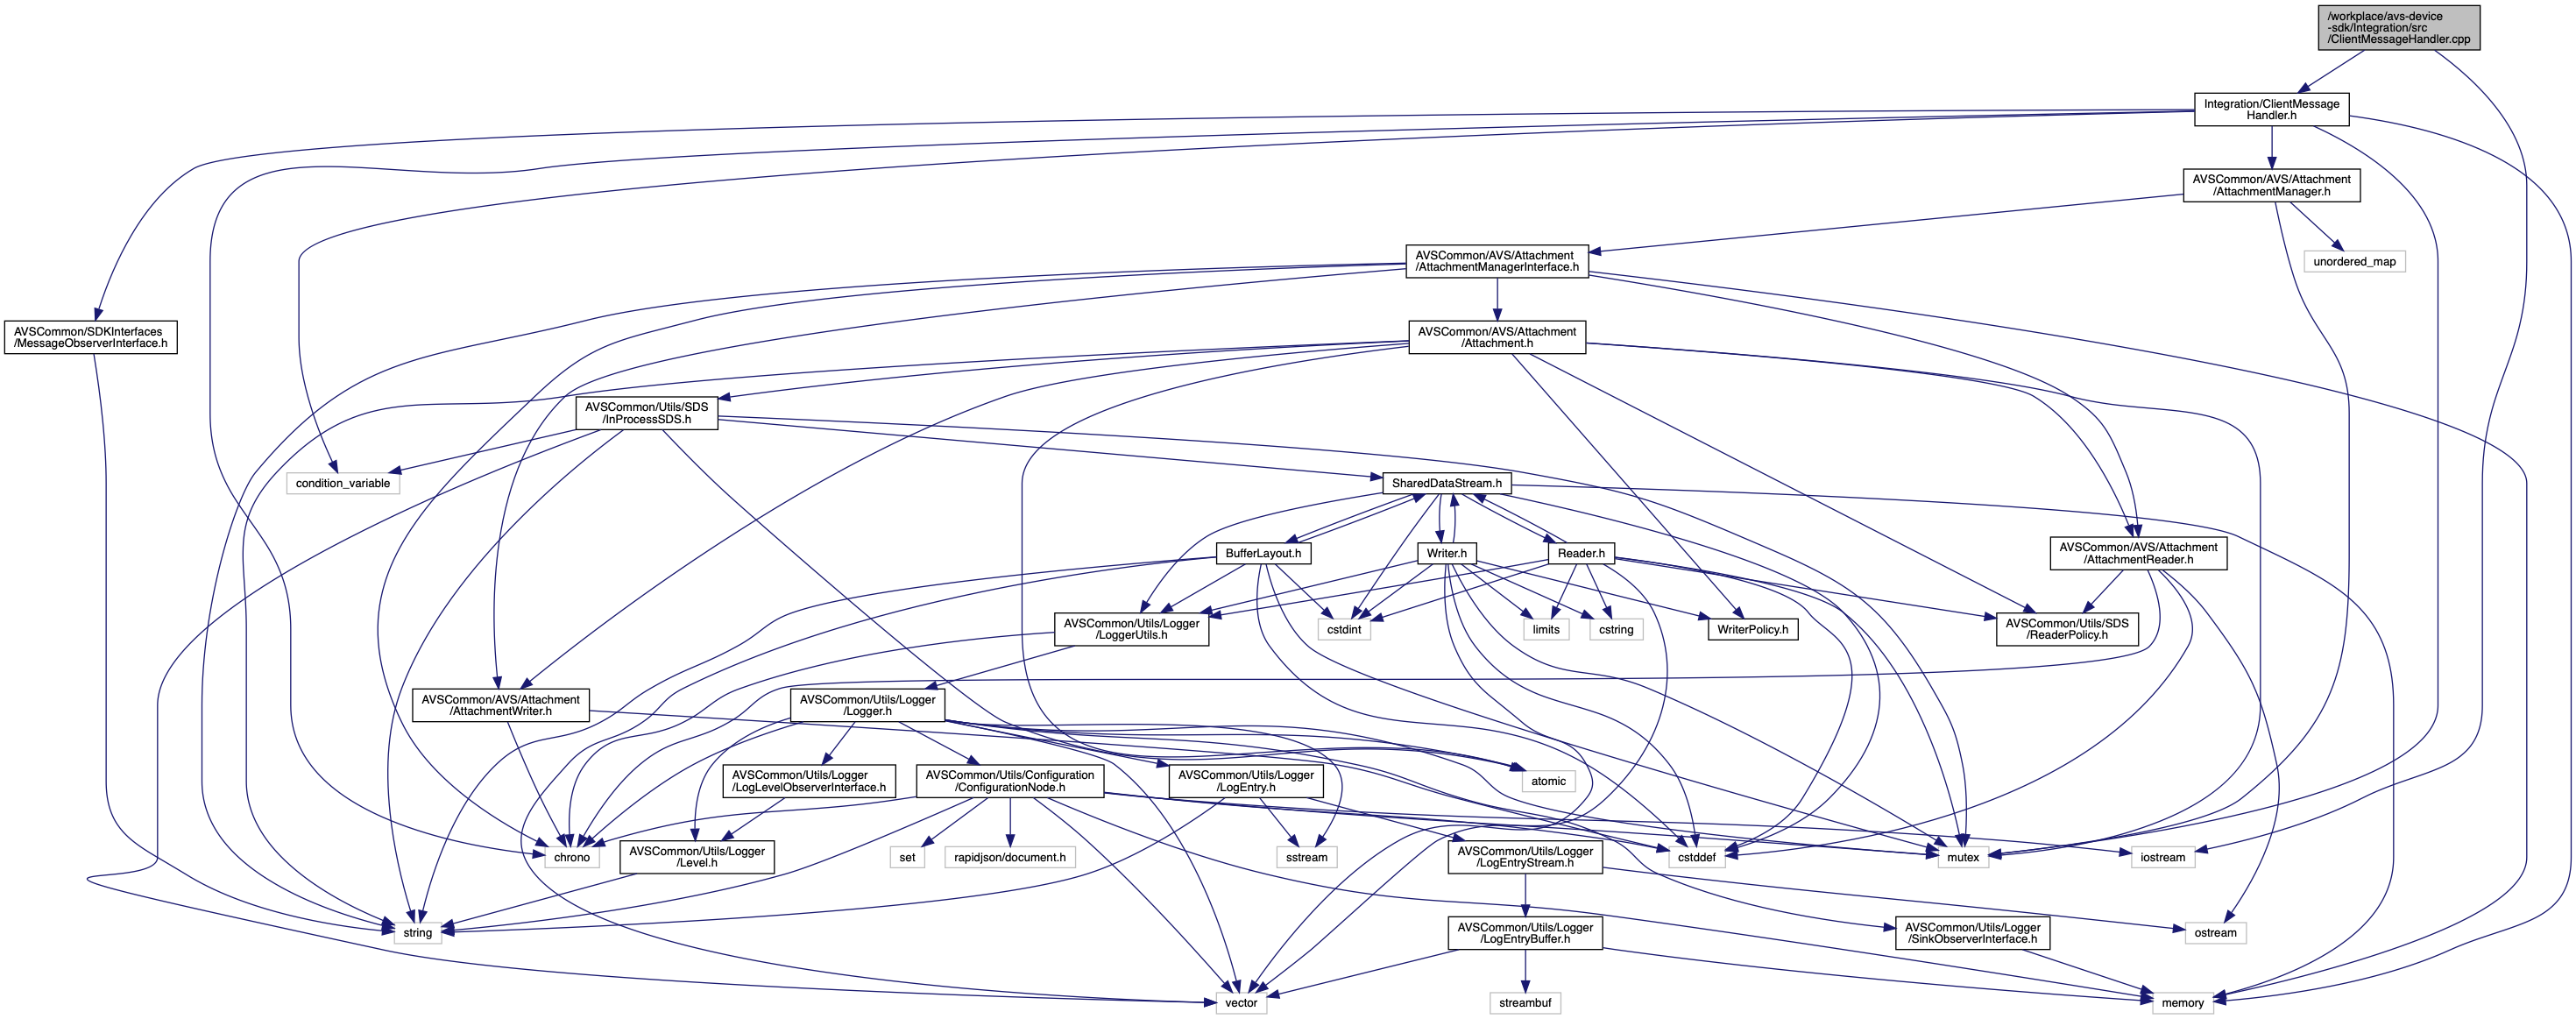 /workplace/avs-device
-sdk/Integration/src
/ClientMessageHandler.cpp
Integration/ClientMessage
Handler.h
AVSCommon/AVS/Attachment
/AttachmentManager.h
AVSCommon/AVS/Attachment
/AttachmentManagerInterface.h
unordered_map
AVSCommon/SDKInterfaces
/MessageObserverInterface.h
AVSCommon/AVS/Attachment
/Attachment.h
AVSCommon/Utils/SDS
/InProcessSDS.h
condition_variable
SharedDataStream.h
BufferLayout.h
Writer.h
Reader.h
AVSCommon/AVS/Attachment
/AttachmentReader.h
AVSCommon/Utils/Logger
/LoggerUtils.h
cstdint
limits
cstring
WriterPolicy.h
AVSCommon/Utils/SDS
/ReaderPolicy.h
AVSCommon/AVS/Attachment
/AttachmentWriter.h
AVSCommon/Utils/Logger
/Logger.h
AVSCommon/Utils/Logger
/LogLevelObserverInterface.h
AVSCommon/Utils/Configuration
/ConfigurationNode.h
AVSCommon/Utils/Logger
/LogEntry.h
atomic
chrono
AVSCommon/Utils/Logger
/Level.h
set
rapidjson/document.h
sstream
AVSCommon/Utils/Logger
/LogEntryStream.h
cstddef
mutex
iostream
string
AVSCommon/Utils/Logger
/LogEntryBuffer.h
AVSCommon/Utils/Logger
/SinkObserverInterface.h
ostream
vector
streambuf
memory